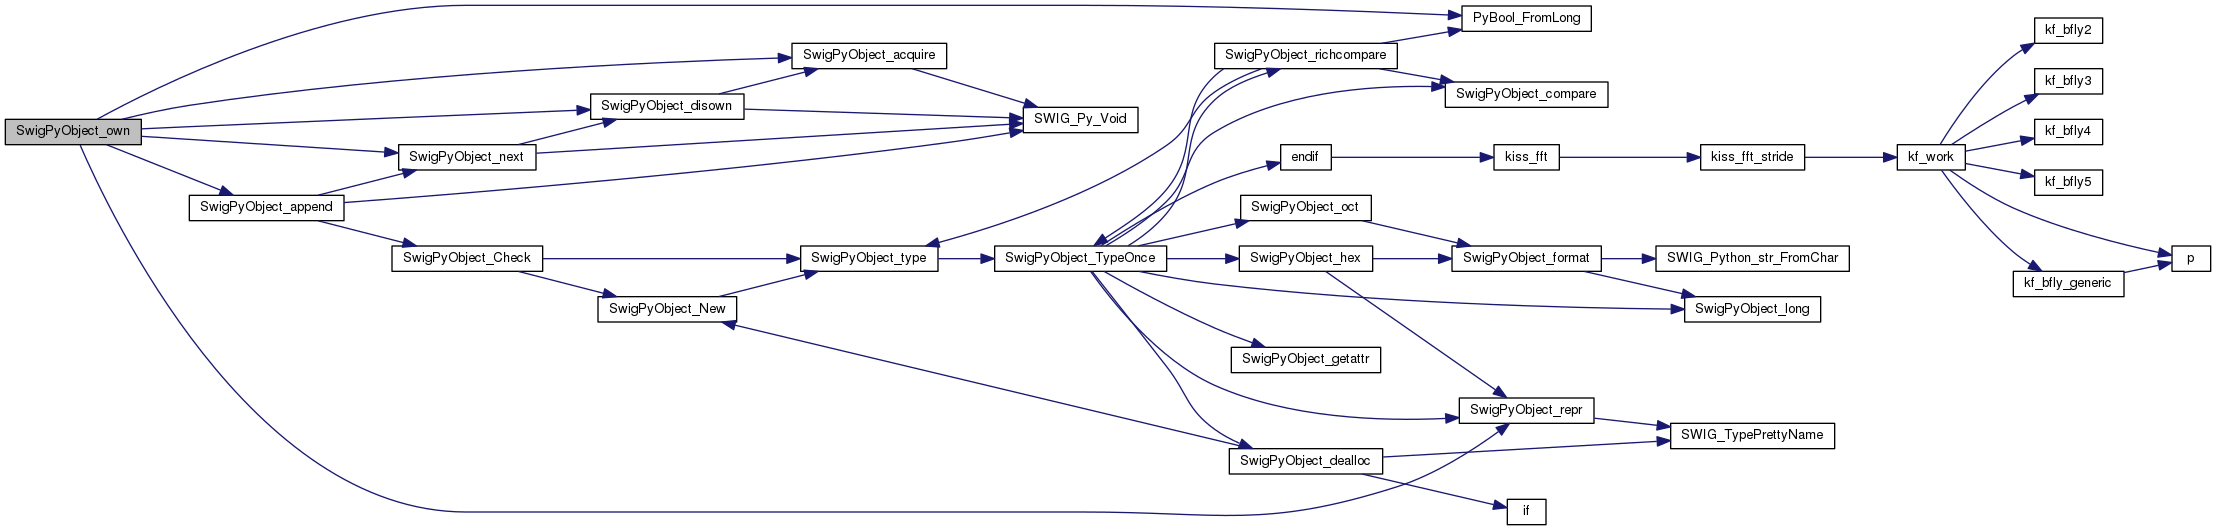 SwigPyObject_own
SwigPyObject_append
SwigPyObject_next
SwigPyObject_Check
SwigPyObject_disown
SwigPyObject_New
SwigPyObject_acquire
SwigPyObject_type
SWIG_Py_Void
SwigPyObject_TypeOnce
SwigPyObject_richcompare
endif
SwigPyObject_oct
SwigPyObject_hex
SwigPyObject_getattr
SwigPyObject_dealloc
PyBool_FromLong
SwigPyObject_compare
kiss_fft
SwigPyObject_format
SwigPyObject_repr
if
kiss_fft_stride
SWIG_Python_str_FromChar
SwigPyObject_long
SWIG_TypePrettyName
kf_work
kf_bfly2
kf_bfly3
kf_bfly4
kf_bfly5
kf_bfly_generic
p